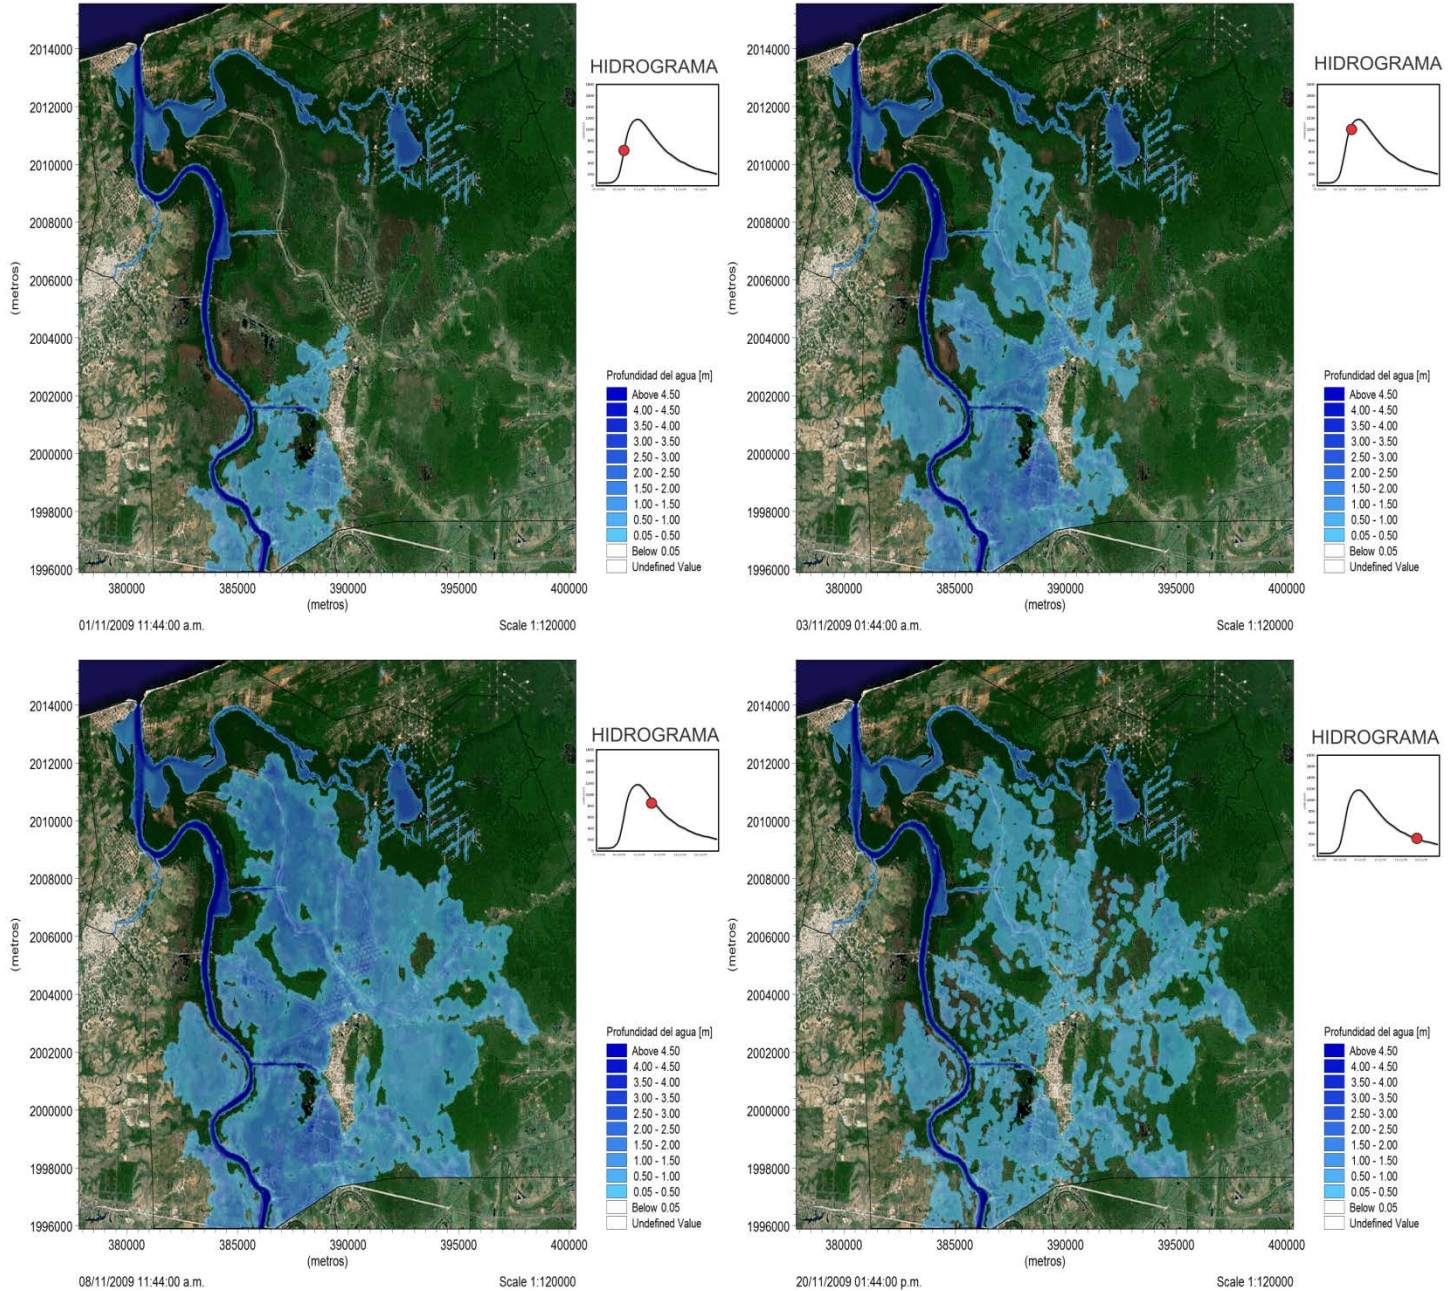 2014000
2012000
2010000
2008000
2006000
2004000
2002000
2000000
1998000
1996000
(metros)
380000 385000 390000 395000 400000
(metros)
01/11/2009 11:44:00 a.m. Scale 1:120000
HIDROGRAMA
Profundidad del agua [m]
Above 4.50
4.00 - 4.50
3.50 - 4.00
3.00 - 3.50
2.50 - 3.00
2.00 - 2.50
1.50 - 2.00
1.00 - 1.50
0.50 - 1.00
0.05 - 0.50
Below 0.05
Undefined Value
2014000
2012000
2010000
2008000
2006000
2004000
2002000
2000000
1998000
1996000
(metros)
380000 385000 390000 395000 400000
(metros)
03/11/2009 01:44:00 a.m. Scale 1:120000
HIDROGRAMA
Profundidad del agua [m]
Above 4.50
4.00 - 4.50
3.50 - 4.00
3.00 - 3.50
2.50 - 3.00
2.00 - 2.50
1.50 - 2.00
1.00 - 1.50
0.50 - 1.00
0.05 - 0.50
Below 0.05
Undefined Value
2014000
2012000
2010000
2008000
2006000
2004000
2002000
2000000
1998000
1996000
(metros)
380000 385000 390000 395000 400000
(metros)
08/11/2009 11:44:00 a.m. Scale 1:120000
HIDROGRAMA
Profundidad del agua [m]
Above 4.50
4.00 - 4.50
3.50 - 4.00
3.00 - 3.50
2.50 - 3.00
2.00 - 2.50
1.50 - 2.00
1.00 - 1.50
0.50 - 1.00
0.05 - 0.50
Below 0.05
Undefined Value
2014000
2012000
2010000
2008000
2006000
2004000
2002000
2000000
1998000
1996000
(metros)
380000 385000 390000 395000 400000
(metros)
20/11/2009 01:44:00 p.m. Scale 1:120000
HIDROGRAMA
Profundidad del agua [m]
Above 4.50
4.00 - 4.50
3.50 - 4.00
3.00 - 3.50
2.50 - 3.00
2.00 - 2.50
1.50 - 2.00
1.00 - 1.50
0.50 - 1.00
0.05 - 0.50
Below 0.05
Undefined Value